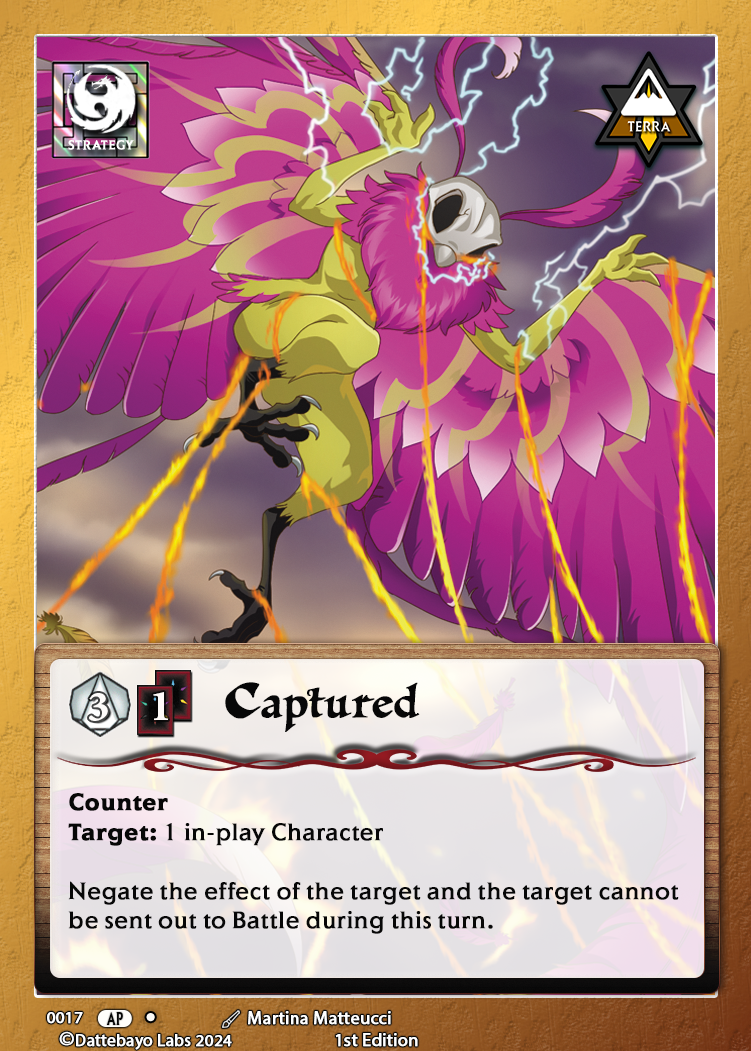 STRATEGY
TERRA
3 1 Captured
Counter
Target: 1 in-play Character
Negate the effect of the target and the target cannot
be sent out to Battle during this turn.
0017 AP Martina Matteucci
©Dattebayo Labs 2024 1st Edition